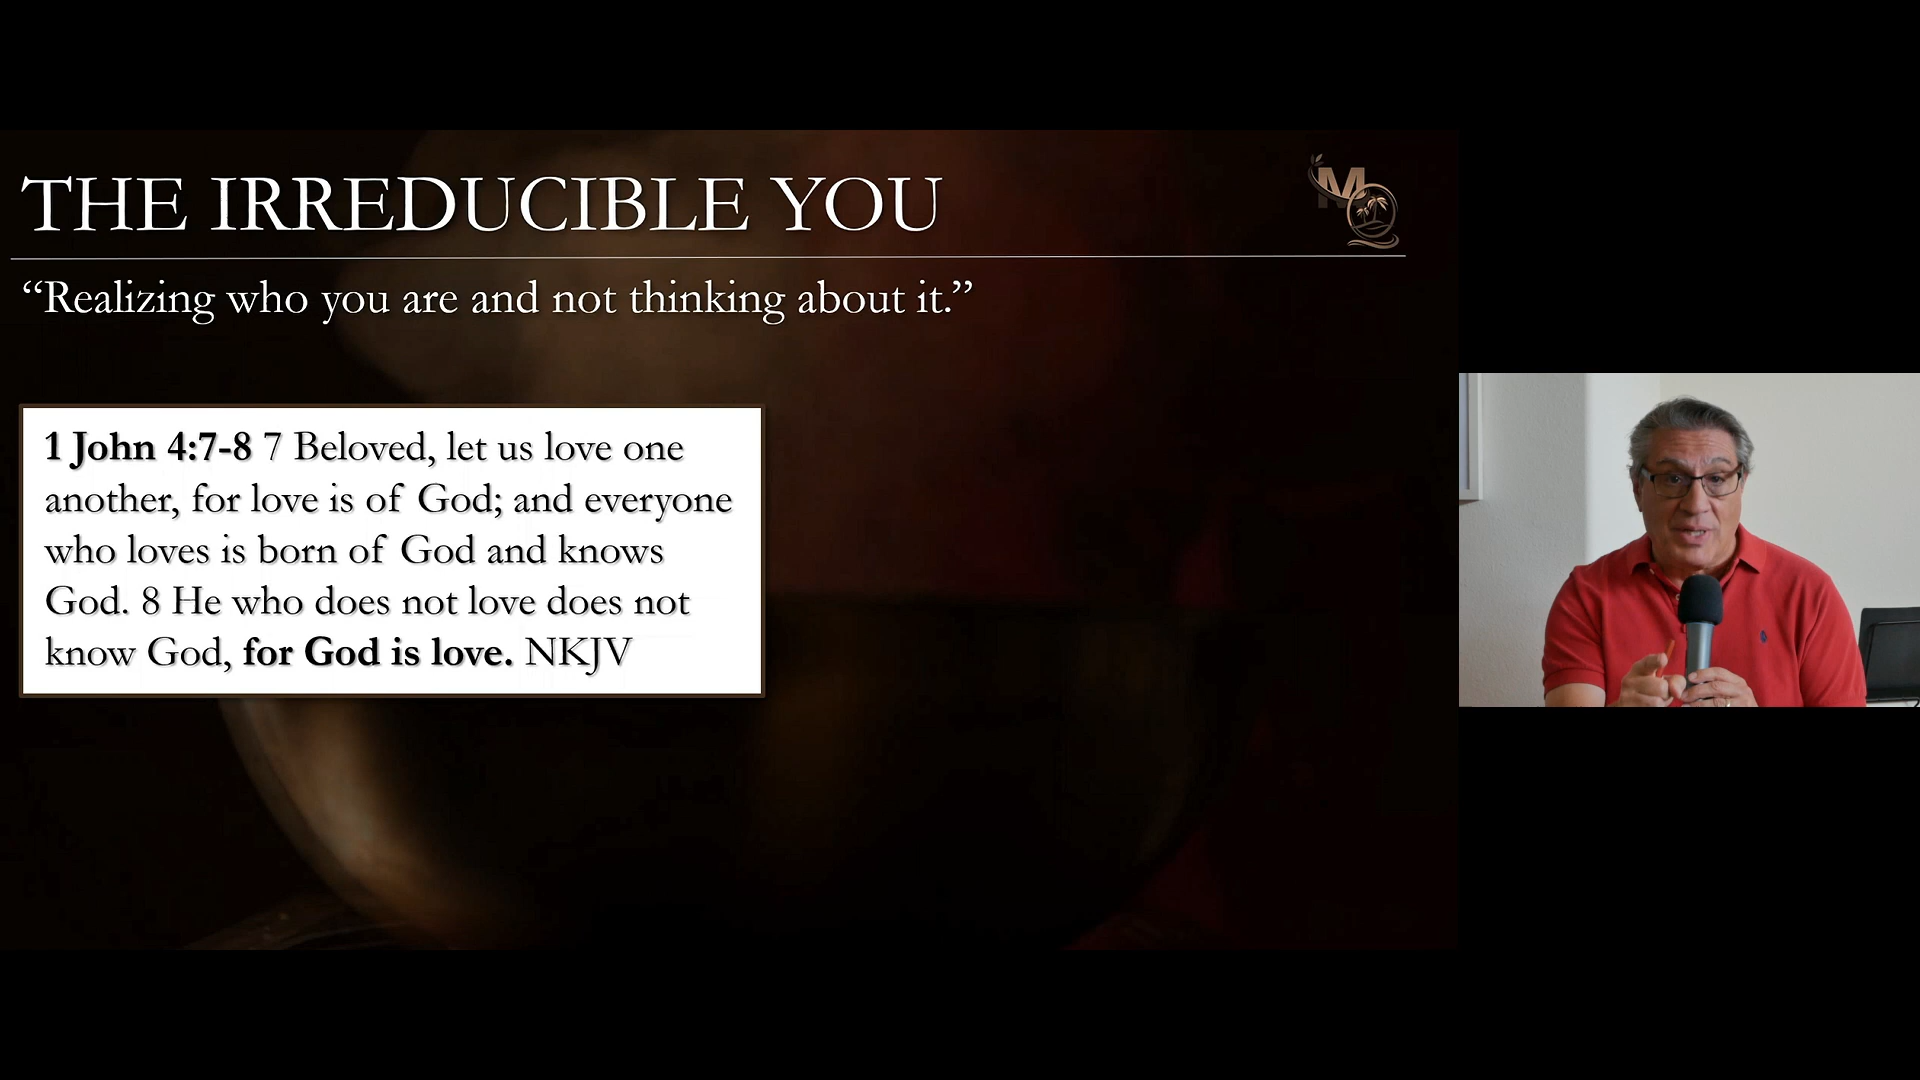 THE IRREDUCIBLE YOU
MQ
“Realizing who you are and not thinking about it.”
1 John 4:7-8 7 Beloved, let us love one
another, for love is of God; and everyone
who loves is born of God and knows
God. 8 He who does not love does not
know God, for God is love. NKJV